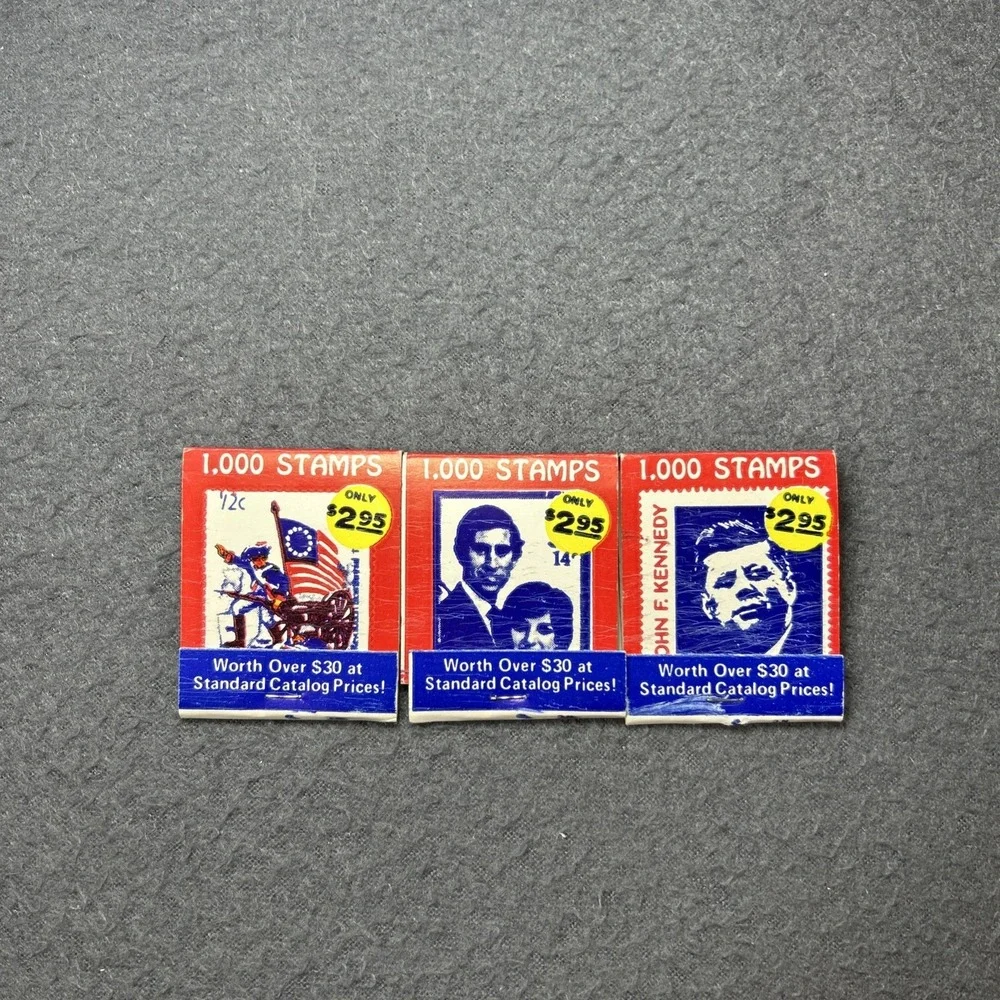 1,000 STAMPS
ONLY
$2.95
1/2c
Worth Over $30 at
Standard Catalog Prices!
1,000 STAMPS
ONLY
$2.95
14
Worth Over $30 at
Standard Catalog Prices!
1,000 STAMPS
ONLY
$2.95
OHN F. KENNEDY
Worth Over $30 at
Standard Catalog Prices!